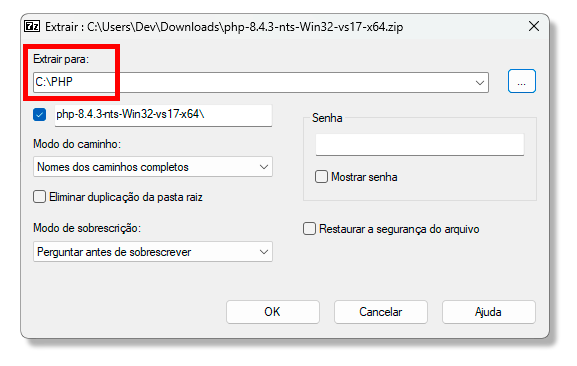 7z Extrair : C:\Users\Dev\Downloads\php-8.4.3-nts-Win32-vs17-x64.zip
Extrair para:
C:\PHP
...
php-8.4.3-nts-Win32-vs17-x64\
Senha
Modo do caminho:
Nomes dos caminhos completos
Mostrar senha
Eliminar duplicação da pasta raiz
Modo de sobrescrição:
Restaurar a segurança do arquivo
Perguntar antes de sobrescrever
OK
Cancelar
Ajuda